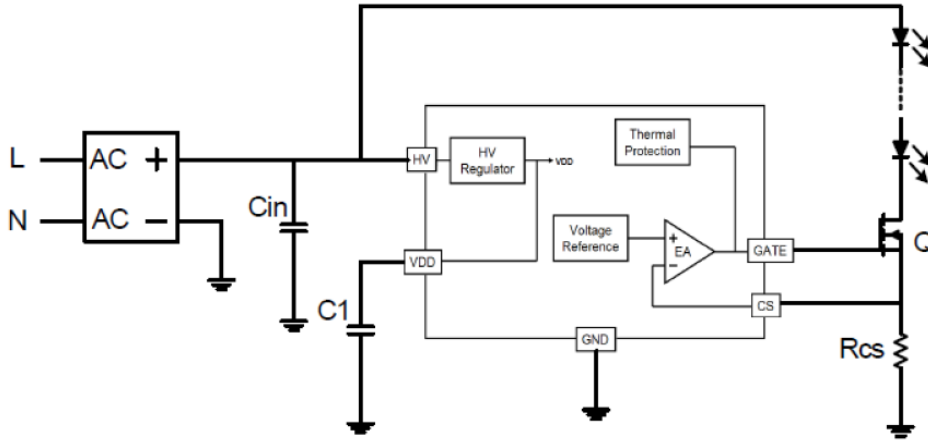 L
AC +
N
AC −
Cin
C1
HV
HV
Regulator
VDD
Thermal
Protection
VDD
Voltage
Reference
+
EA
−
GATE
CS
GND
Q
Rcs